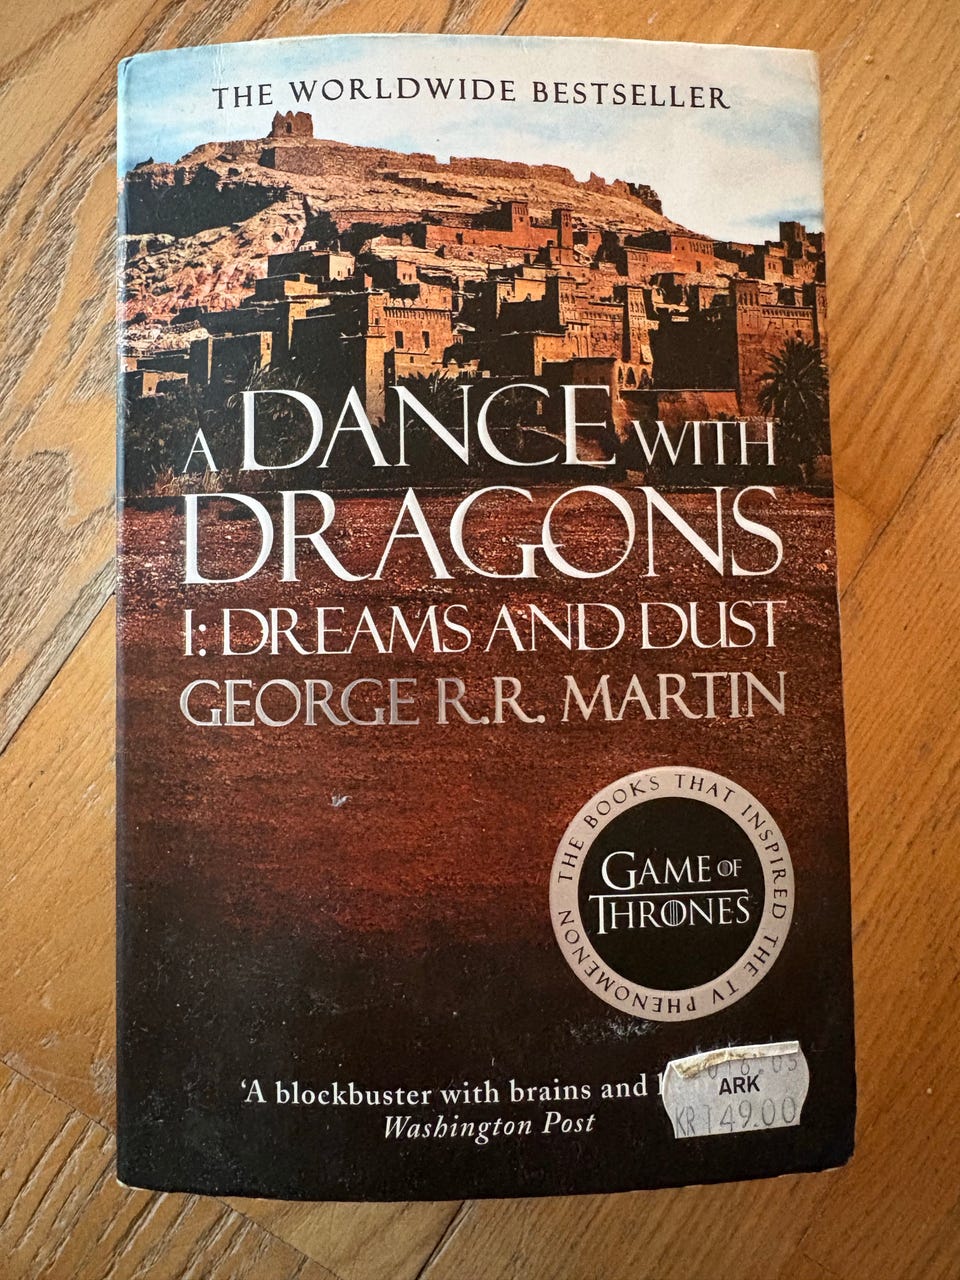 THE WORLDWIDE BESTSELLER
A DANCE WITH
DRAGONS
I: DREAMS AND DUST
GEORGE R.R. MARTIN
THE BOOKS THAT INSPIRED THE TV PHENOMENON
GAME OF
THRONES
'A blockbuster with brains and
Washington Post
ARK
KR 149.00